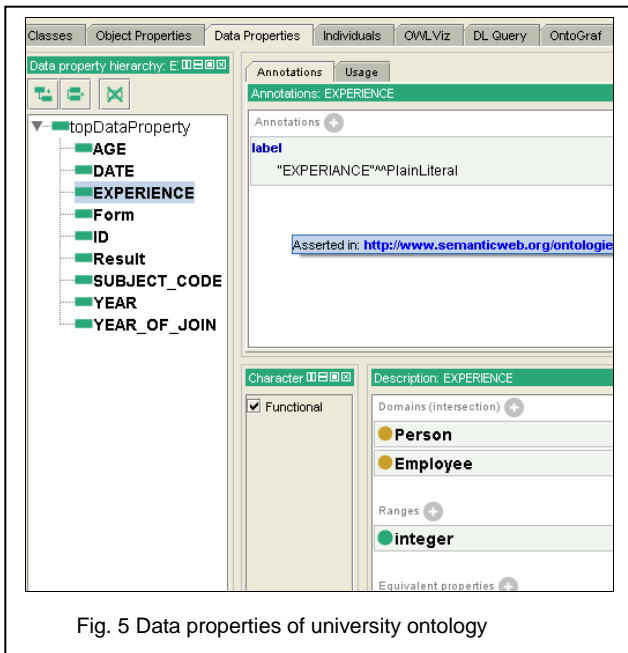 Classes Object Properties Data Properties Individuals OWLViz DL Query OntoGraf
Data property hierarchy: E
Annotations Usage
Annotations: EXPERIENCE
Annotations
label
"EXPERIANCE"^^PlainLiteral
Asserted in: http://www.semanticweb.org/ontologie
topDataProperty
AGE
DATE
EXPERIENCE
Form
ID
Result
SUBJECT_CODE
YEAR
YEAR_OF_JOIN
Character
Functional
Description: EXPERIENCE
Domains (intersection)
Person
Employee
Ranges
integer
Equivalent properties
Fig. 5 Data properties of university ontology